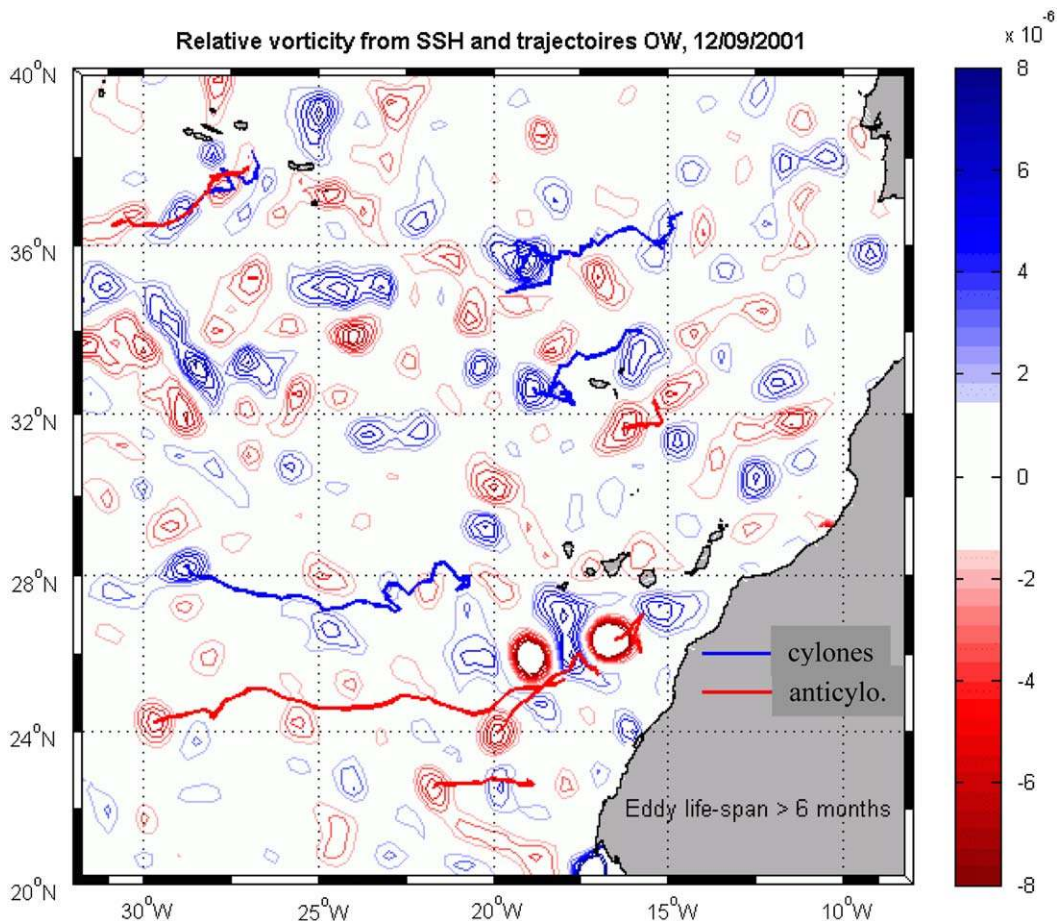 Relative vorticity from SSH and trajectoires OW, 12/09/2001
x 10⁻⁶
40°N
36°N
32°N
28°N
24°N
20°N
30°W
25°W
20°W
15°W
10°W
cylones
anticylo.
Eddy life-span > 6 months
8
6
4
2
0
-2
-4
-6
-8